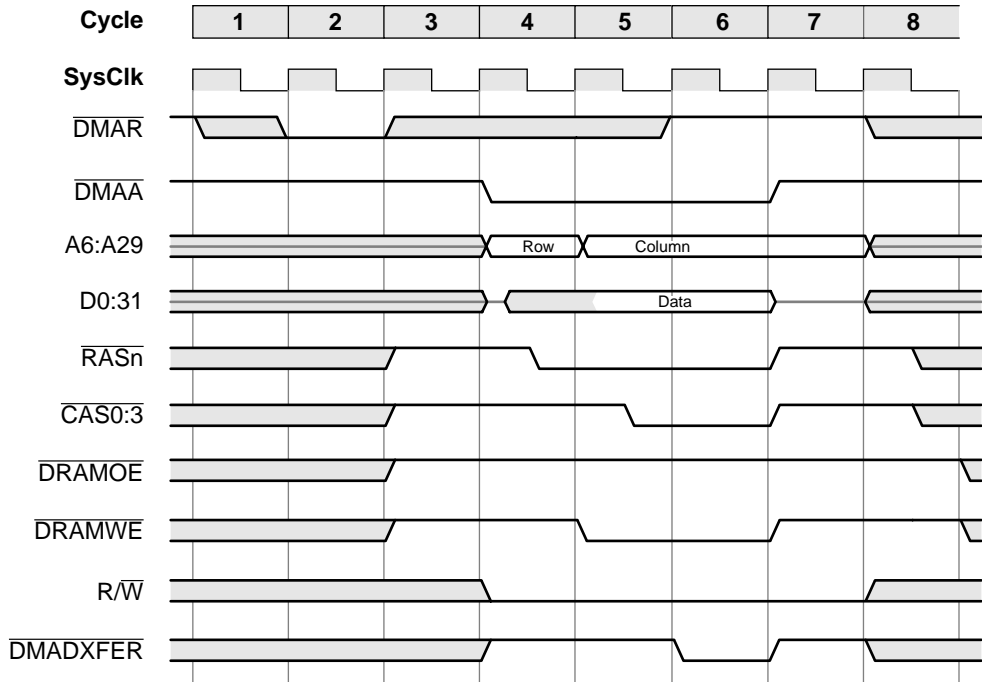 Cycle 1 2 3 4 5 6 7 8
SysClk
DMAR
DMAA
A6:A29 Row Column
D0:31 Data
RASn
CAS0:3
DRAMOE
DRAMWE
R/W
DMADXFER